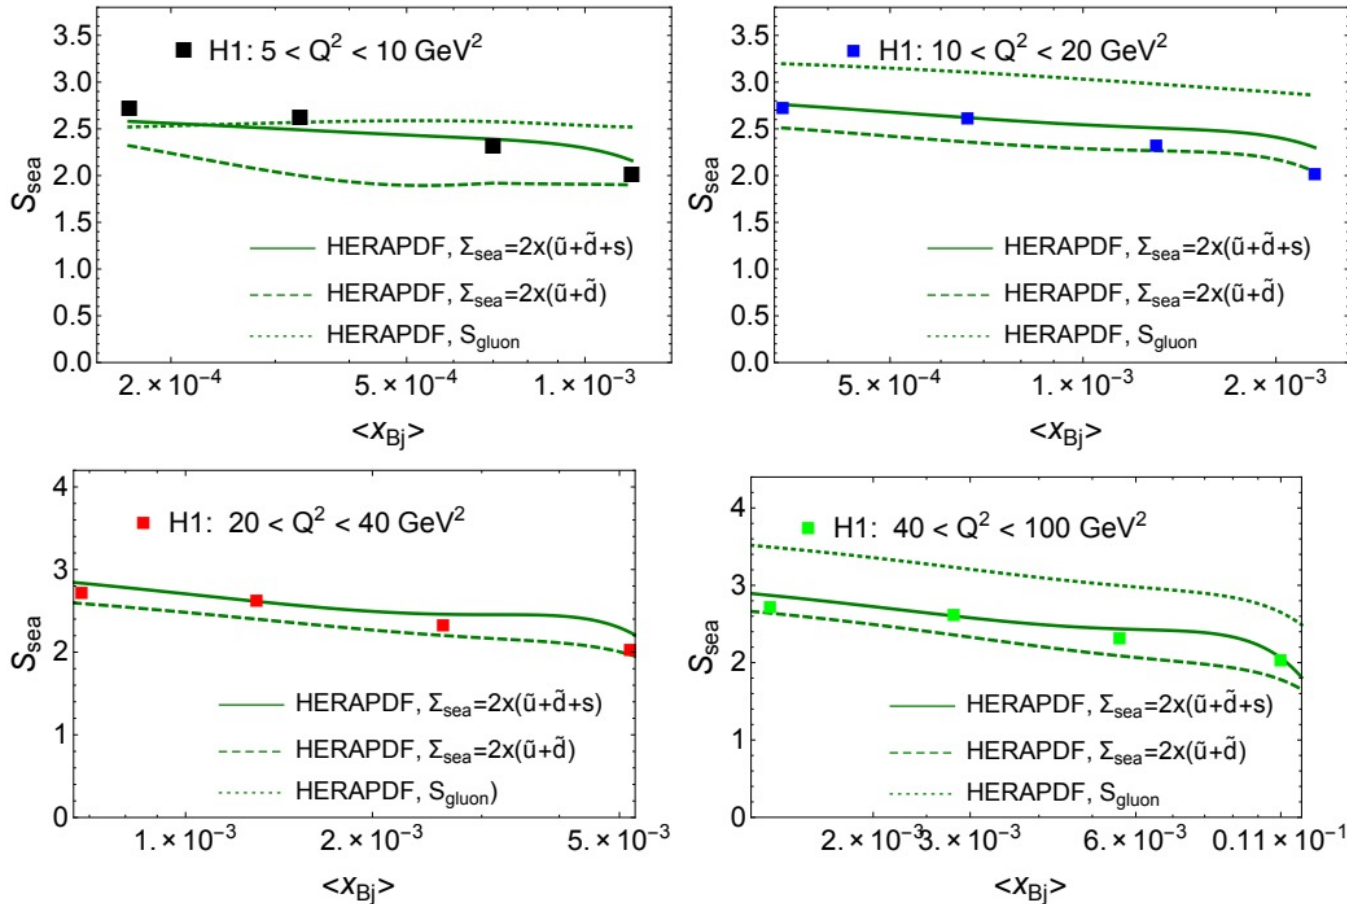 H1: 5 < Q² < 10 GeV²
S_sea
3.5
3.0
2.5
2.0
1.5
1.0
0.5
0.0
HERAPDF, Σ_sea=2x(ũ+d̃+s)
HERAPDF, Σ_sea=2x(ũ+d̃)
HERAPDF, S_gluon
2.×10⁻⁴ 5.×10⁻⁴ 1.×10⁻³
<x_Bj>
H1: 10 < Q² < 20 GeV²
S_sea
3.5
3.0
2.5
2.0
1.5
1.0
0.5
0.0
HERAPDF, Σ_sea=2x(ũ+d̃+s)
HERAPDF, Σ_sea=2x(ũ+d̃)
HERAPDF, S_gluon
5.×10⁻⁴ 1.×10⁻³ 2.×10⁻³
<x_Bj>
H1: 20 < Q² < 40 GeV²
S_sea
4
3
2
1
0
HERAPDF, Σ_sea=2x(ũ+d̃+s)
HERAPDF, Σ_sea=2x(ũ+d̃)
HERAPDF, S_gluon)
1.×10⁻³ 2.×10⁻³ 5.×10⁻³
<x_Bj>
H1: 40 < Q² < 100 GeV²
S_sea
4
3
2
1
0
HERAPDF, Σ_sea=2x(ũ+d̃+s)
HERAPDF, Σ_sea=2x(ũ+d̃)
HERAPDF, S_gluon
2.×10⁻³ 3.×10⁻³ 6.×10⁻³ 0.11×10⁻¹
<x_Bj>